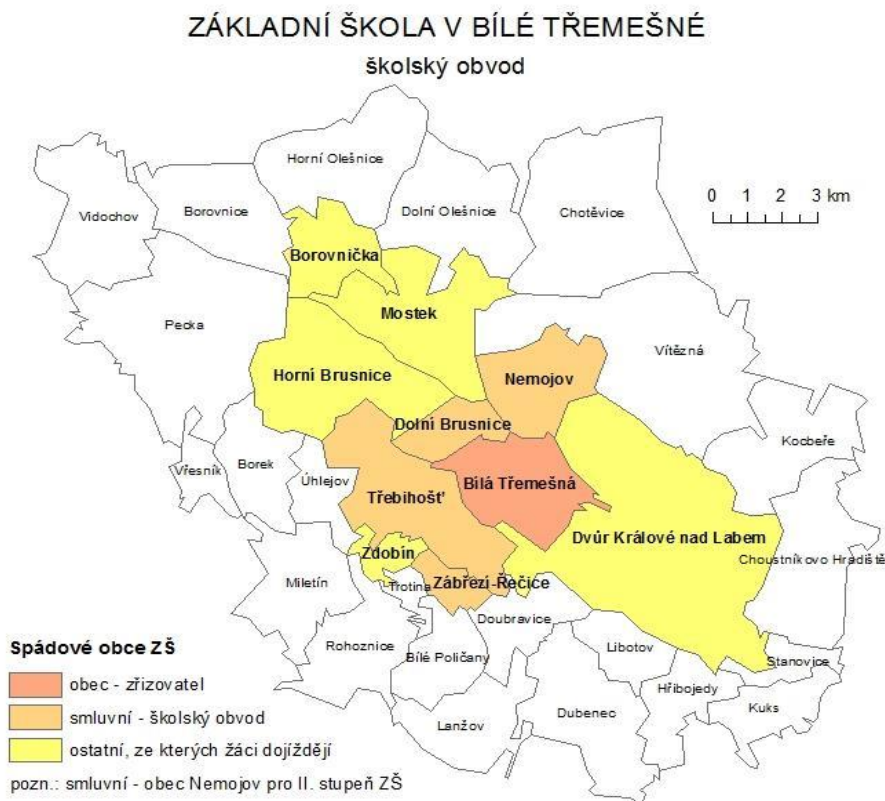 ZÁKLADNÍ ŠKOLA V BÍLÉ TŘEMEŠNÉ
školský obvod
Horní Olešnice
Vidochov
Borovnice
Dolní Olešnice
Chotěvice
0 1 2 3 km
Borovnička
Mostek
Pecka
Vítězná
Horní Brusnice
Nemojov
Dolní Brusnice
Kocbeře
Vřesník
Borek
Úhlejov
Třebihošť
Bílá Třemešná
Dvůr Králové nad Labem
Zdobín
Choustníkovo Hradiště
Miletín
Trotina
Zábřezí-Řečice
Doubravice
Rohoznice
Bílé Poličany
Libotov
Stanovice
Hřibojedy
Kuks
Lanžov
Dubenec
Spádové obce ZŠ
obec - zřizovatel
smluvní - školský obvod
ostatní, ze kterých žáci dojíždějí
pozn.: smluvní - obec Nemojov pro II. stupeň ZŠ